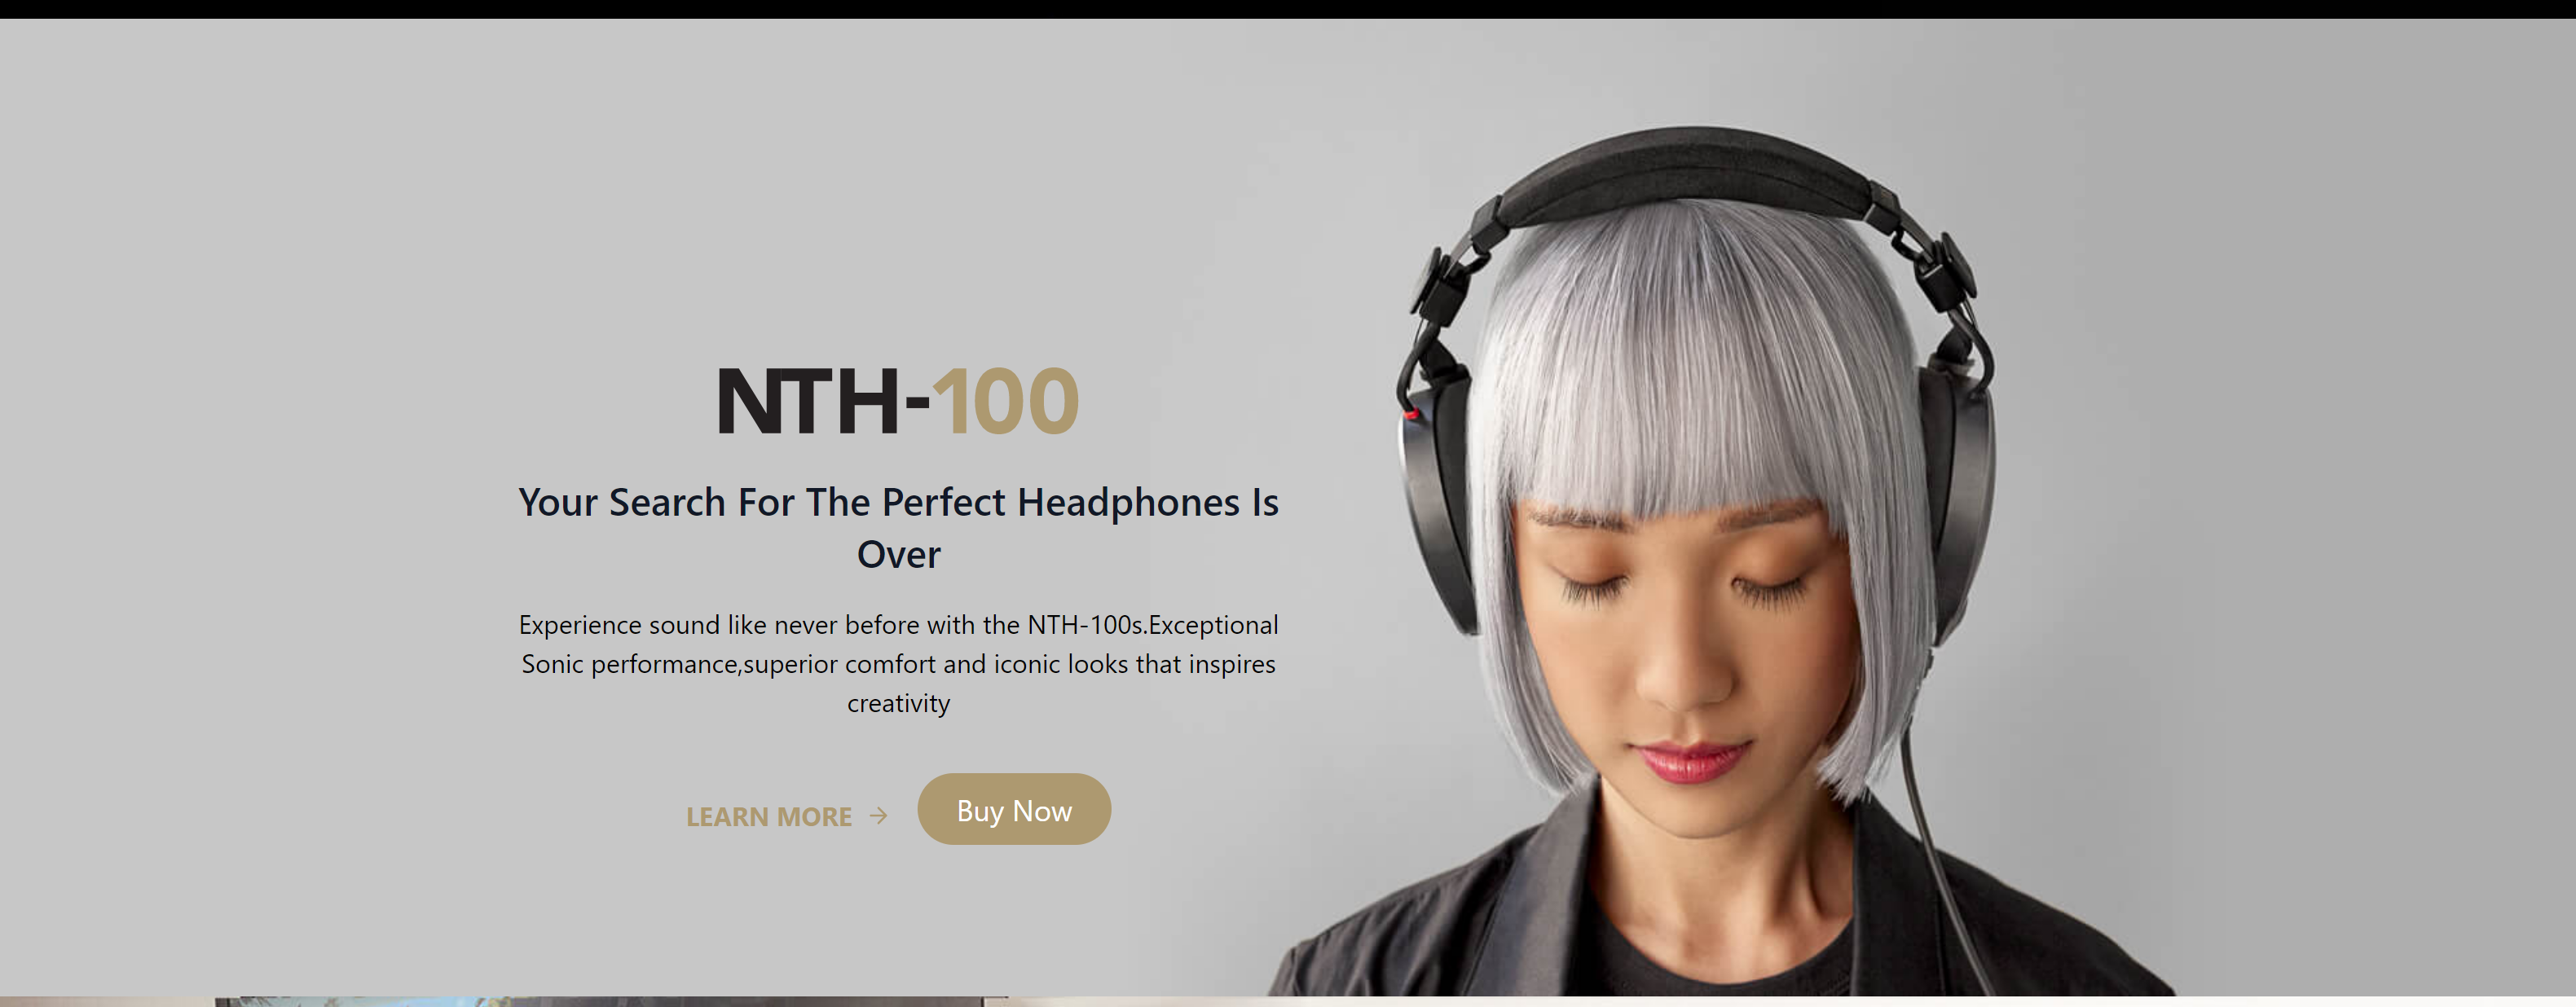 NTH-100
Your Search For The Perfect Headphones Is
Over
Experience sound like never before with the NTH-100s.Exceptional
Sonic performance,superior comfort and iconic looks that inspires
creativity
LEARN MORE →
Buy Now